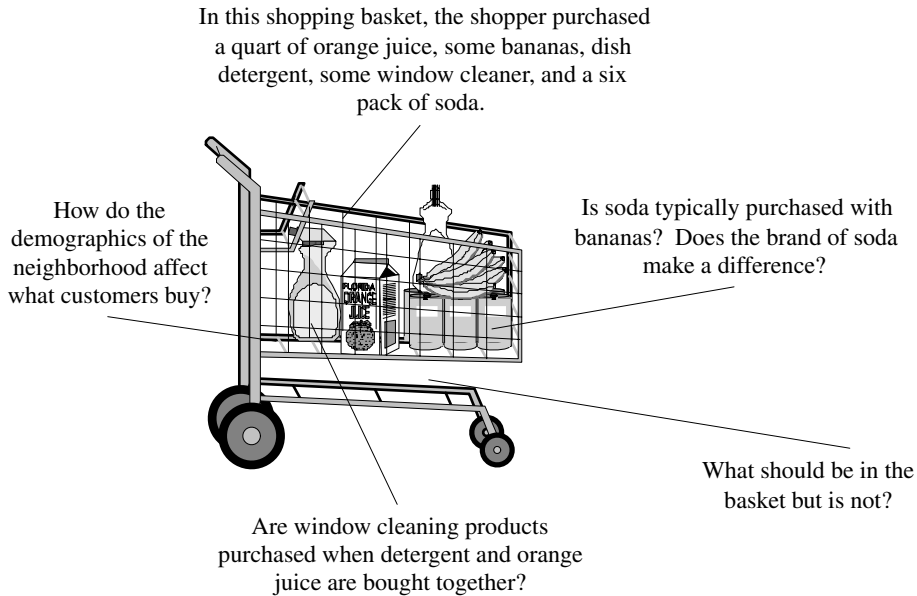 In this shopping basket, the shopper purchased
a quart of orange juice, some bananas, dish
detergent, some window cleaner, and a six
pack of soda.
How do the
demographics of the
neighborhood affect
what customers buy?
Is soda typically purchased with
bananas? Does the brand of soda
make a difference?
FLORIDA
ORANGE
JUICE
What should be in the
basket but is not?
Are window cleaning products
purchased when detergent and orange
juice are bought together?